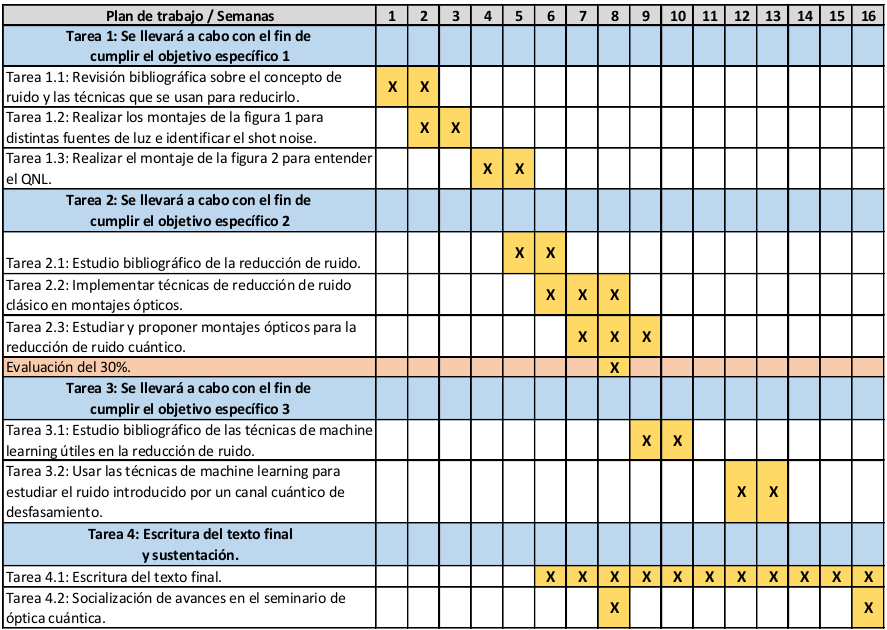 Plan de trabajo / Semanas 1 2 3 4 5 6 7 8 9 10 11 12 13 14 15 16
Tarea 1: Se llevará a cabo con el fin de
cumplir el objetivo específico 1
Tarea 1.1: Revisión bibliográfica sobre el concepto de
ruido y las técnicas que se usan para reducirlo. X X
Tarea 1.2: Realizar los montajes de la figura 1 para
distintas fuentes de luz e identificar el shot noise. X X
Tarea 1.3: Realizar el montaje de la figura 2 para entender
el QNL. X X
Tarea 2: Se llevará a cabo con el fin de
cumplir el objetivo específico 2
Tarea 2.1: Estudio bibliográfico de la reducción de ruido. X X
Tarea 2.2: Implementar técnicas de reducción de ruido
clásico en montajes ópticos. X X X
Tarea 2.3: Estudiar y proponer montajes ópticos para la
reducción de ruido cuántico. X X X
Evaluación del 30%. X
Tarea 3: Se llevará a cabo con el fin de
cumplir el objetivo específico 3
Tarea 3.1: Estudio bibliográfico de las técnicas de machine
learning útiles en la reducción de ruido. X X
Tarea 3.2: Usar las técnicas de machine learning para
estudiar el ruido introducido por un canal cuántico de X X
desfasamiento.
Tarea 4: Escritura del texto final
y sustentación.
Tarea 4.1: Escritura del texto final. X X X X X X X X X X X
Tarea 4.2: Socialización de avances en el seminario de
óptica cuántica. X X